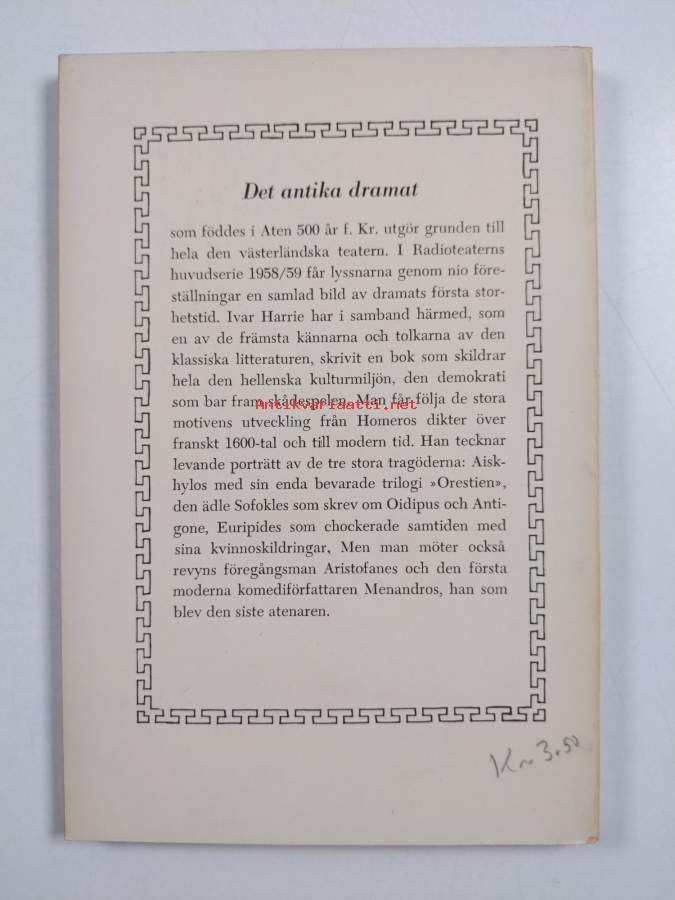 Det antika dramat
som föddes i Aten 500 år f. Kr. utgör grunden till
hela den västerländska teatern. I Radioteaterns
huvudserie 1958/59 får lyssnarna genom nio före-
ställningar en samlad bild av dramats första stor-
hetstid. Ivar Harrie har i samband härmed, som
en av de främsta kännarna och tolkarna av den
klassiska litteraturen, skrivit en bok som skildrar
hela den hellenska kulturmiljön, den demokrati
som bar fram skådespelen. Man får följa de stora
Antikvariaatti.net
motivens utveckling från Homeros dikter över
franskt 1600-tal och till modern tid. Han tecknar
levande porträtt av de tre stora tragöderna: Aisk-
hylos med sin enda bevarade trilogi »Orestien»,
den ädle Sofokles som skrev om Oidipus och Anti-
gone, Euripides som chockerade samtiden med
sina kvinnoskildringar. Men man möter också
revyns föregångsman Aristofanes och den första
moderna komediförfattaren Menandros, han som
blev den siste atenaren.
Kr. 3.50